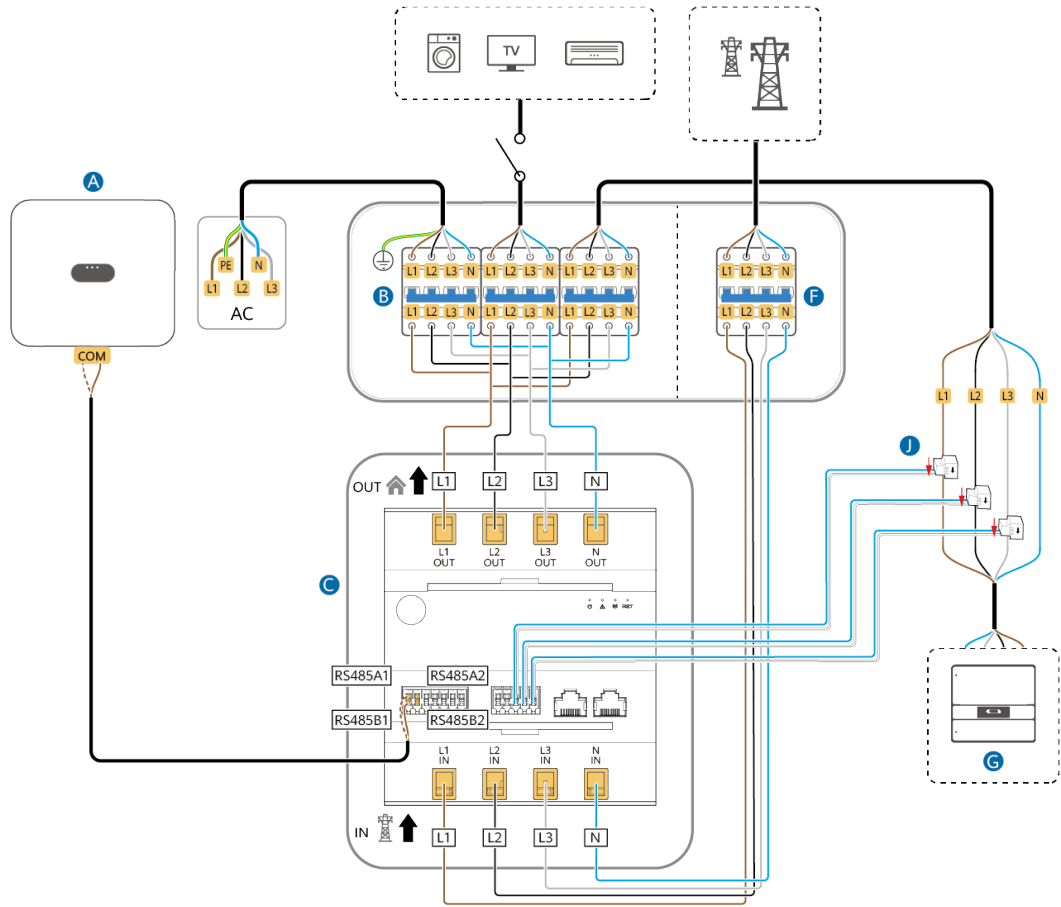 TV
A
PE N
L1 L2 L3
AC
COM
L1 L2 L3 N L1 L2 L3 N L1 L2 L3 N
B
L1 L2 L3 N L1 L2 L3 N L1 L2 L3 N
L1 L2 L3 N
F
L1 L2 L3 N
L1 L2 L3 N
J
OUT L1 L2 L3 N
L1 OUT
L2 OUT
L3 OUT
N OUT
C
RST
RS485A1 RS485A2
RS485B1 RS485B2
L1 IN
L2 IN
L3 IN
N IN
IN L1 L2 L3 N
G